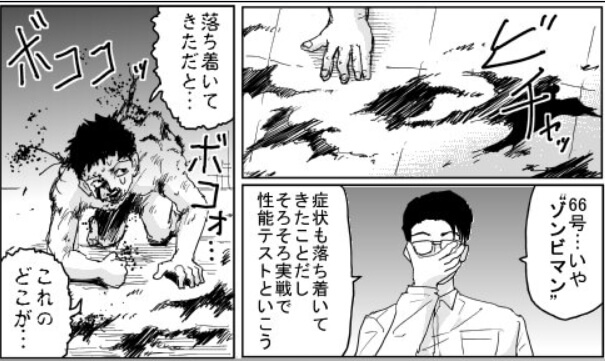 ビ
チャッ
66号…いや
“ゾンビマン”
症状も落ち着いて
きたことだし
そろそろ実戦で
性能テストといこう
落ち着いて
きただと…
ボココッ
ボコォ…
これの
どこが…